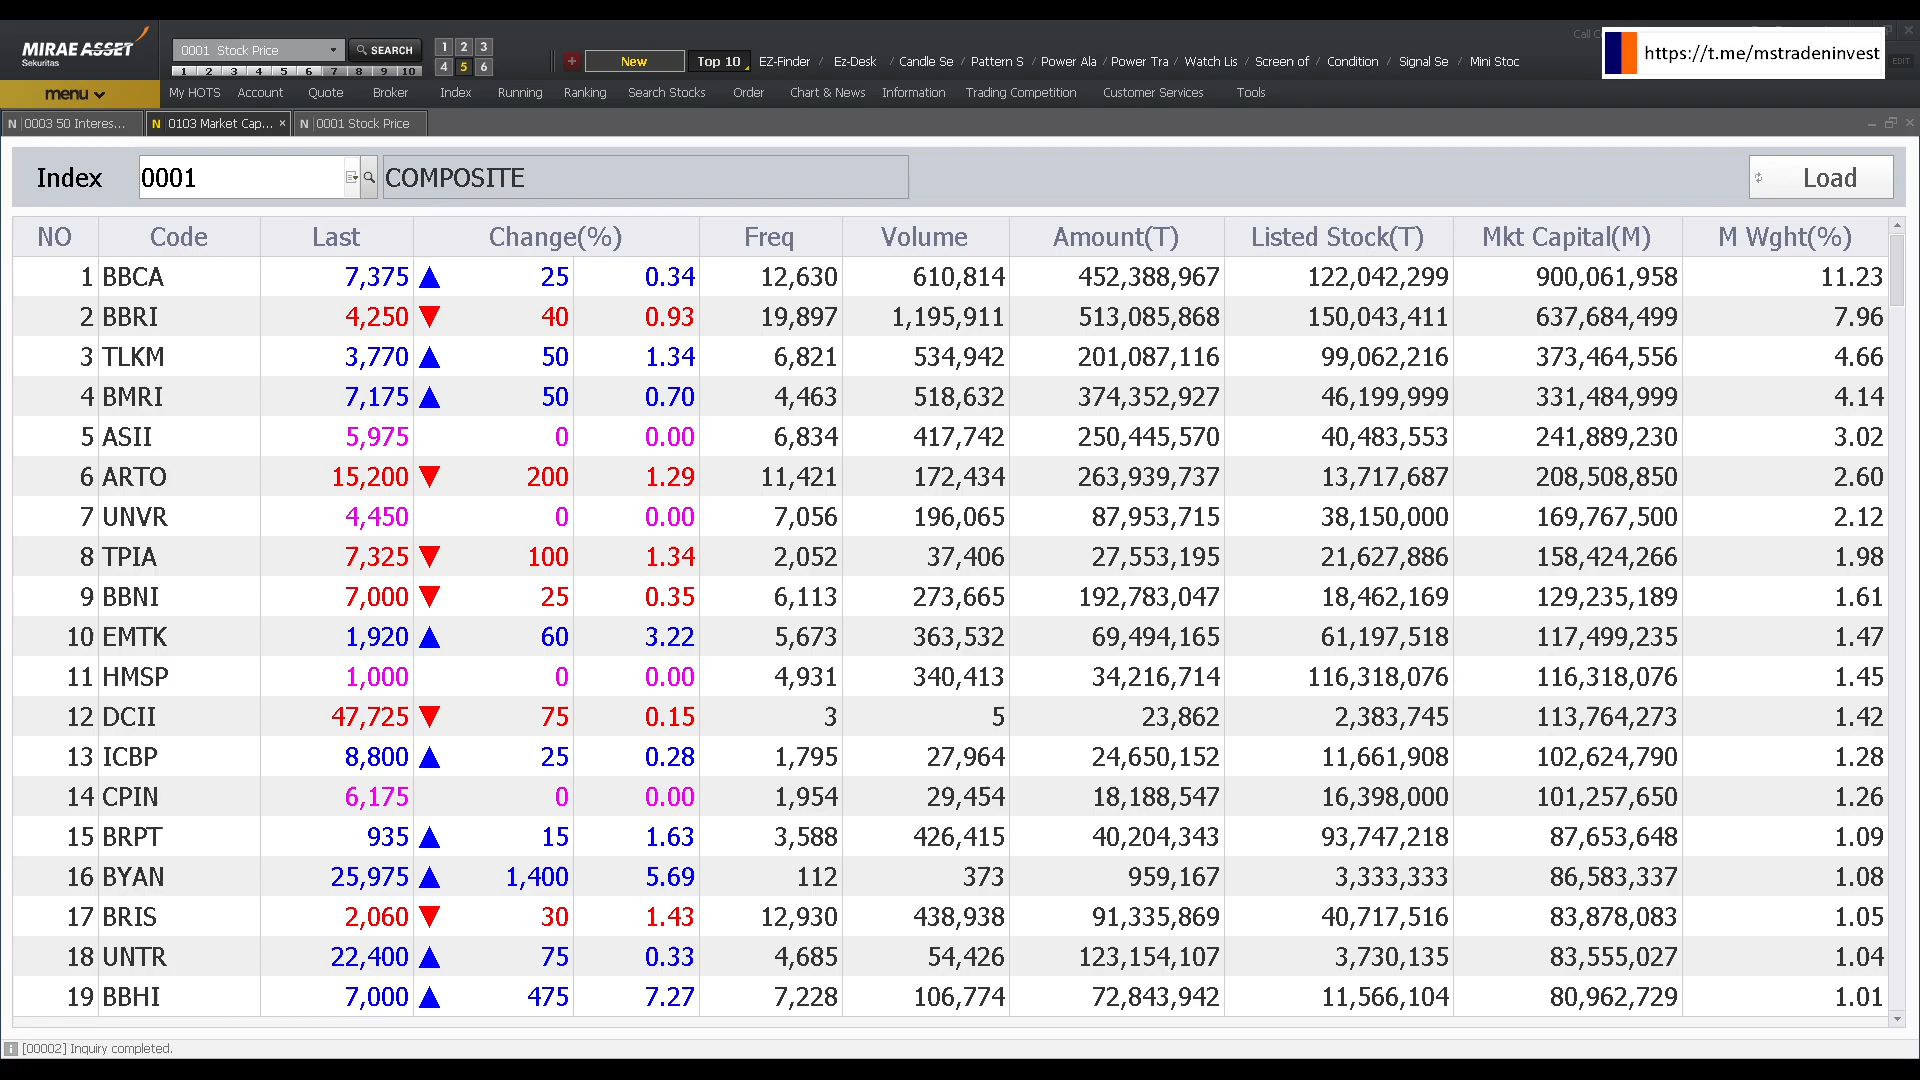 MIRAE ASSET
Sekuritas
0001 Stock Price
SEARCH
1 2 3 4 5 6 7 8 9 10
1 2 3
4 5 6
New
Top 10
EZ-Finder / Ez-Desk / Candle Se / Pattern S / Power Ala / Power Tra / Watch Lis / Screen of / Condition / Signal Se / Mini Stoc
https://t.me/mstradeninvest
EDIT
menu
My HOTS Account Quote Broker Index Running Ranking Search Stocks Order Chart & News Information Trading Competition Customer Services Tools
N 0003 50 Interes... N 0103 Market Cap... × N 0001 Stock Price
Index 0001 COMPOSITE Load
NO Code Last Change(%) Freq Volume Amount(T) Listed Stock(T) Mkt Capital(M) M Wght(%)
1 BBCA 7,375 ▲ 25 0.34 12,630 610,814 452,388,967 122,042,299 900,061,958 11.23
2 BBRI 4,250 ▼ 40 0.93 19,897 1,195,911 513,085,868 150,043,411 637,684,499 7.96
3 TLKM 3,770 ▲ 50 1.34 6,821 534,942 201,087,116 99,062,216 373,464,556 4.66
4 BMRI 7,175 ▲ 50 0.70 4,463 518,632 374,352,927 46,199,999 331,484,999 4.14
5 ASII 5,975 0 0.00 6,834 417,742 250,445,570 40,483,553 241,889,230 3.02
6 ARTO 15,200 ▼ 200 1.29 11,421 172,434 263,939,737 13,717,687 208,508,850 2.60
7 UNVR 4,450 0 0.00 7,056 196,065 87,953,715 38,150,000 169,767,500 2.12
8 TPIA 7,325 ▼ 100 1.34 2,052 37,406 27,553,195 21,627,886 158,424,266 1.98
9 BBNI 7,000 ▼ 25 0.35 6,113 273,665 192,783,047 18,462,169 129,235,189 1.61
10 EMTK 1,920 ▲ 60 3.22 5,673 363,532 69,494,165 61,197,518 117,499,235 1.47
11 HMSP 1,000 0 0.00 4,931 340,413 34,216,714 116,318,076 116,318,076 1.45
12 DCII 47,725 ▼ 75 0.15 3 5 23,862 2,383,745 113,764,273 1.42
13 ICBP 8,800 ▲ 25 0.28 1,795 27,964 24,650,152 11,661,908 102,624,790 1.28
14 CPIN 6,175 0 0.00 1,954 29,454 18,188,547 16,398,000 101,257,650 1.26
15 BRPT 935 ▲ 15 1.63 3,588 426,415 40,204,343 93,747,218 87,653,648 1.09
16 BYAN 25,975 ▲ 1,400 5.69 112 373 959,167 3,333,333 86,583,337 1.08
17 BRIS 2,060 ▼ 30 1.43 12,930 438,938 91,335,869 40,717,516 83,878,083 1.05
18 UNTR 22,400 ▲ 75 0.33 4,685 54,426 123,154,107 3,730,135 83,555,027 1.04
19 BBHI 7,000 ▲ 475 7.27 7,228 106,774 72,843,942 11,566,104 80,962,729 1.01
[00002] Inquiry completed.